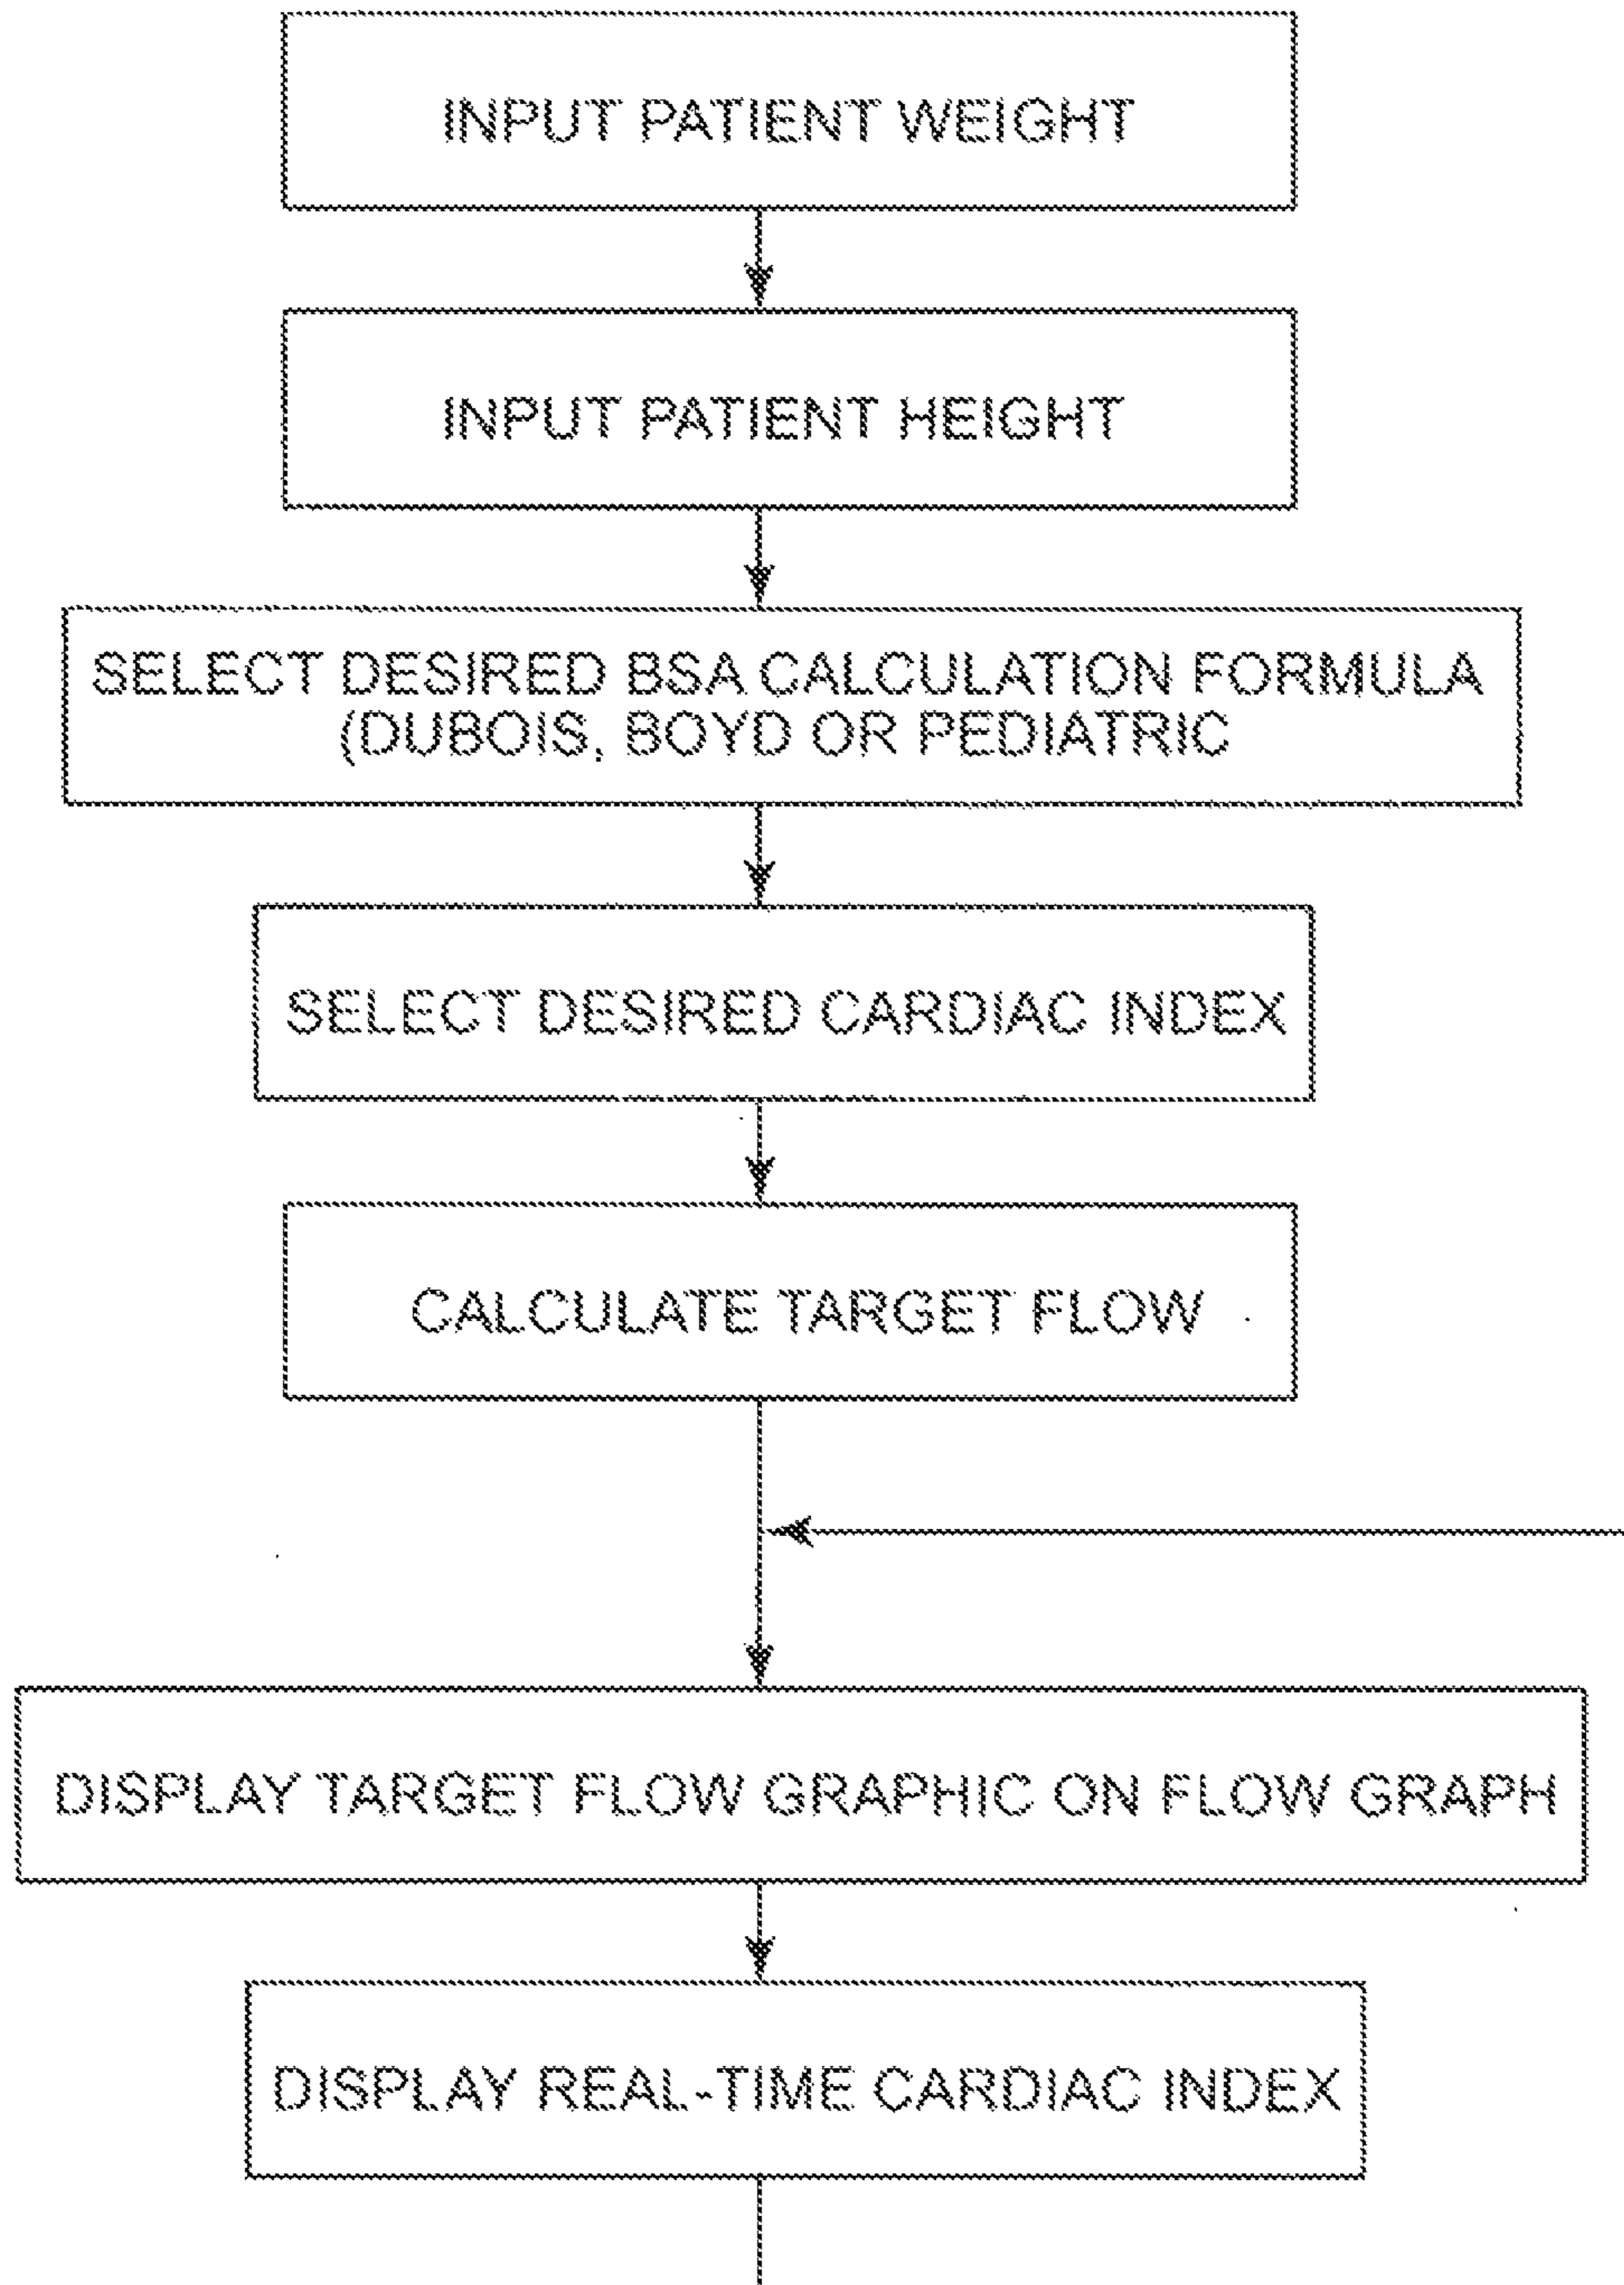 INPUT PATIENT WEIGHT
INPUT PATIENT HEIGHT
SELECT DESIRED BSA CALCULATION FORMULA
(DUBOIS, BOYD OR PEDIATRIC
SELECT DESIRED CARDIAC INDEX
CALCULATE TARGET FLOW
DISPLAY TARGET FLOW GRAPHIC ON FLOW GRAPH
DISPLAY REAL-TIME CARDIAC INDEX